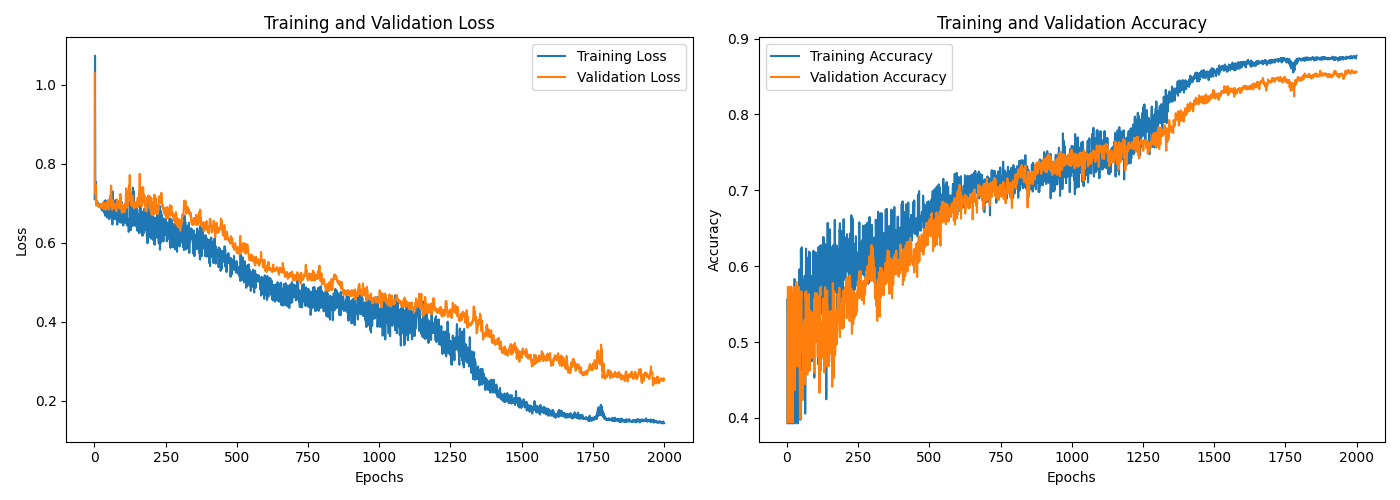 Training and Validation Loss
Training Loss
Validation Loss
Loss
1.0
0.8
0.6
0.4
0.2
0 250 500 750 1000 1250 1500 1750 2000
Epochs
Training and Validation Accuracy
Training Accuracy
Validation Accuracy
Accuracy
0.9
0.8
0.7
0.6
0.5
0.4
0 250 500 750 1000 1250 1500 1750 2000
Epochs